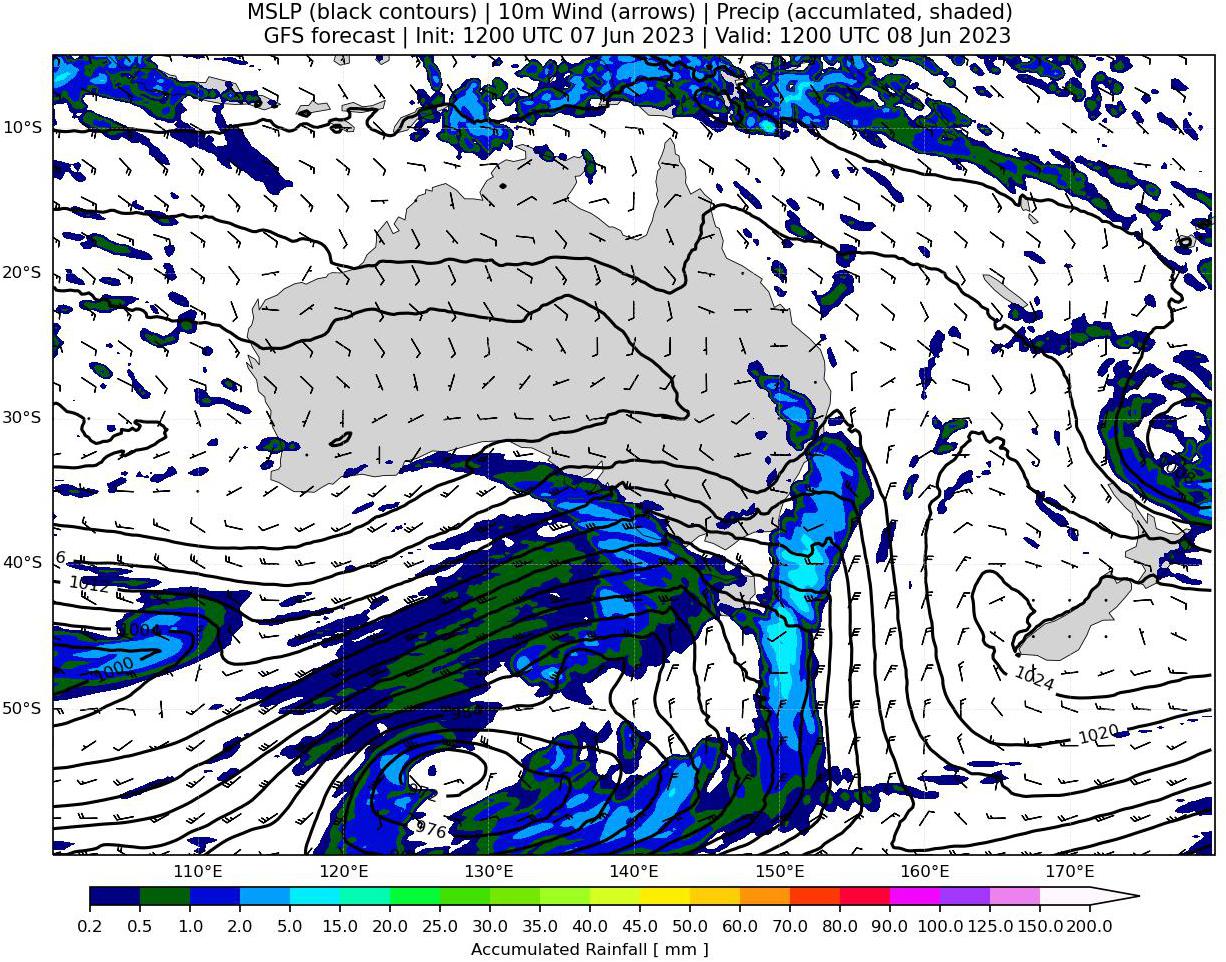 MSLP (black contours) | 10m Wind (arrows) | Precip (accumlated, shaded)
GFS forecast | Init: 1200 UTC 07 Jun 2023 | Valid: 1200 UTC 08 Jun 2023
10°S
20°S
30°S
40°S
50°S
6
1012
1004
1000
984
972
976
1024
1020
110°E 120°E 130°E 140°E 150°E 160°E 170°E
0.2 0.5 1.0 2.0 5.0 10.0 15.0 20.0 25.0 30.0 35.0 40.0 45.0 50.0 60.0 70.0 80.0 90.0 100.0 125.0 150.0 200.0
Accumulated Rainfall [ mm ]